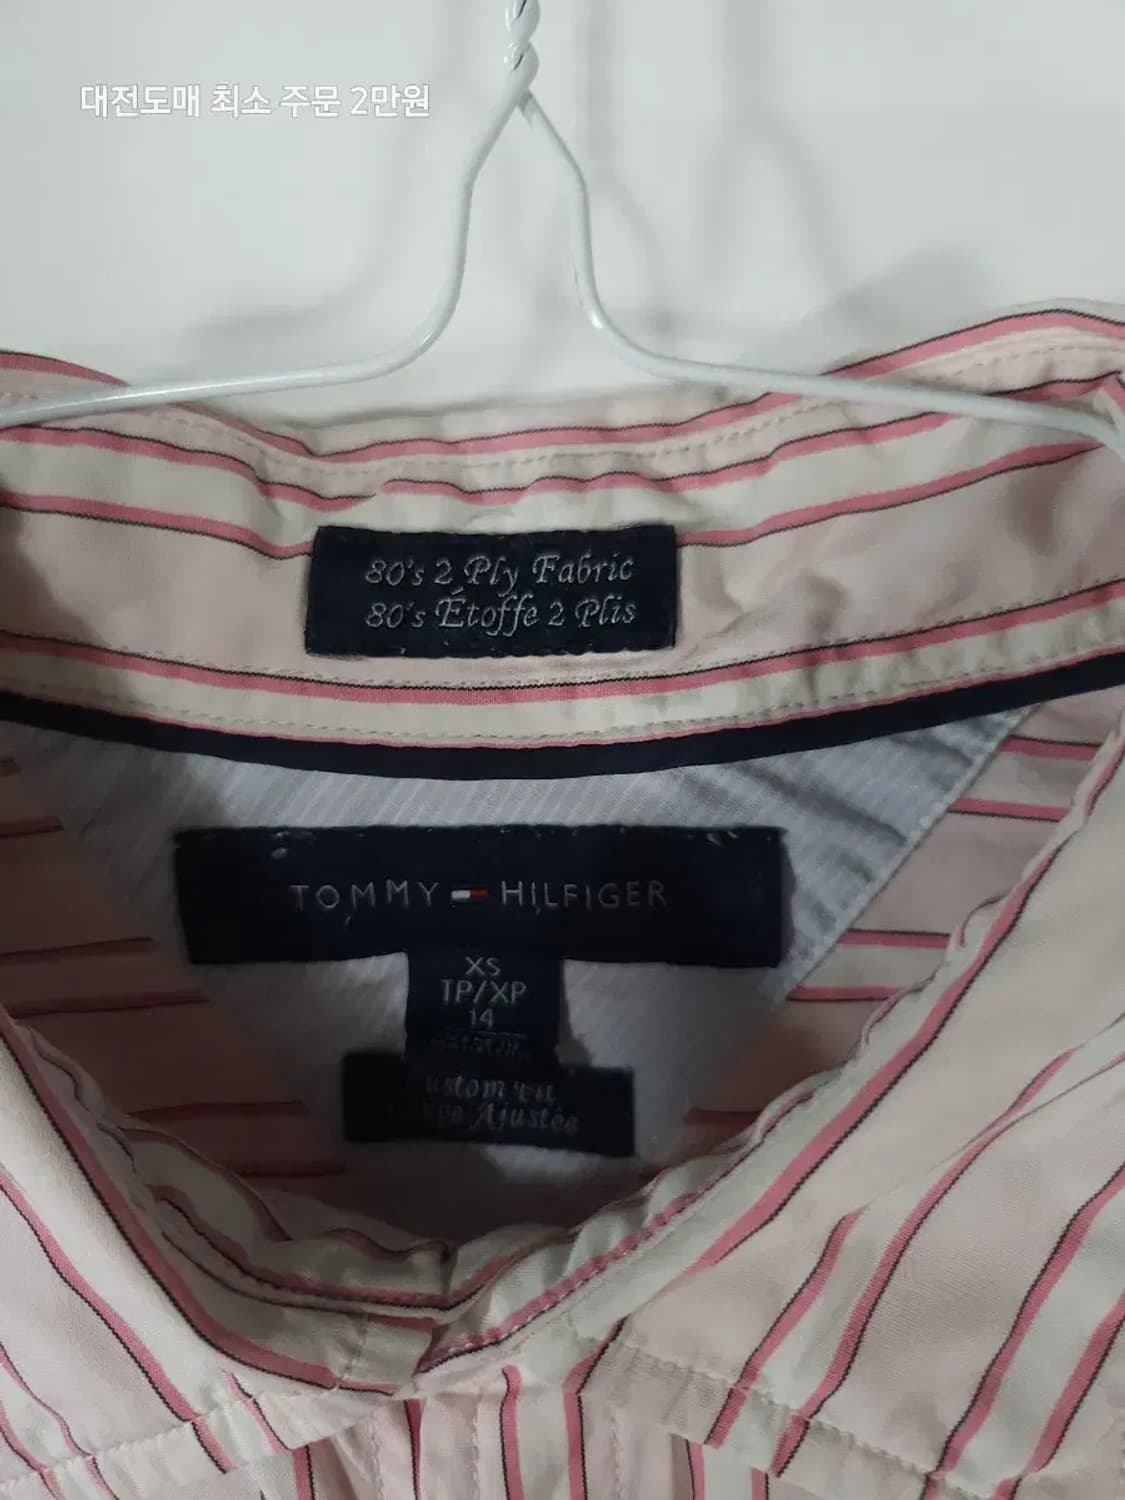 대전도매 최소 주문 2만원
80's 2 Ply Fabric
80's Étoffe 2 Plis
TOMMY HILFIGER
XS
TP/XP
14
Ajustée